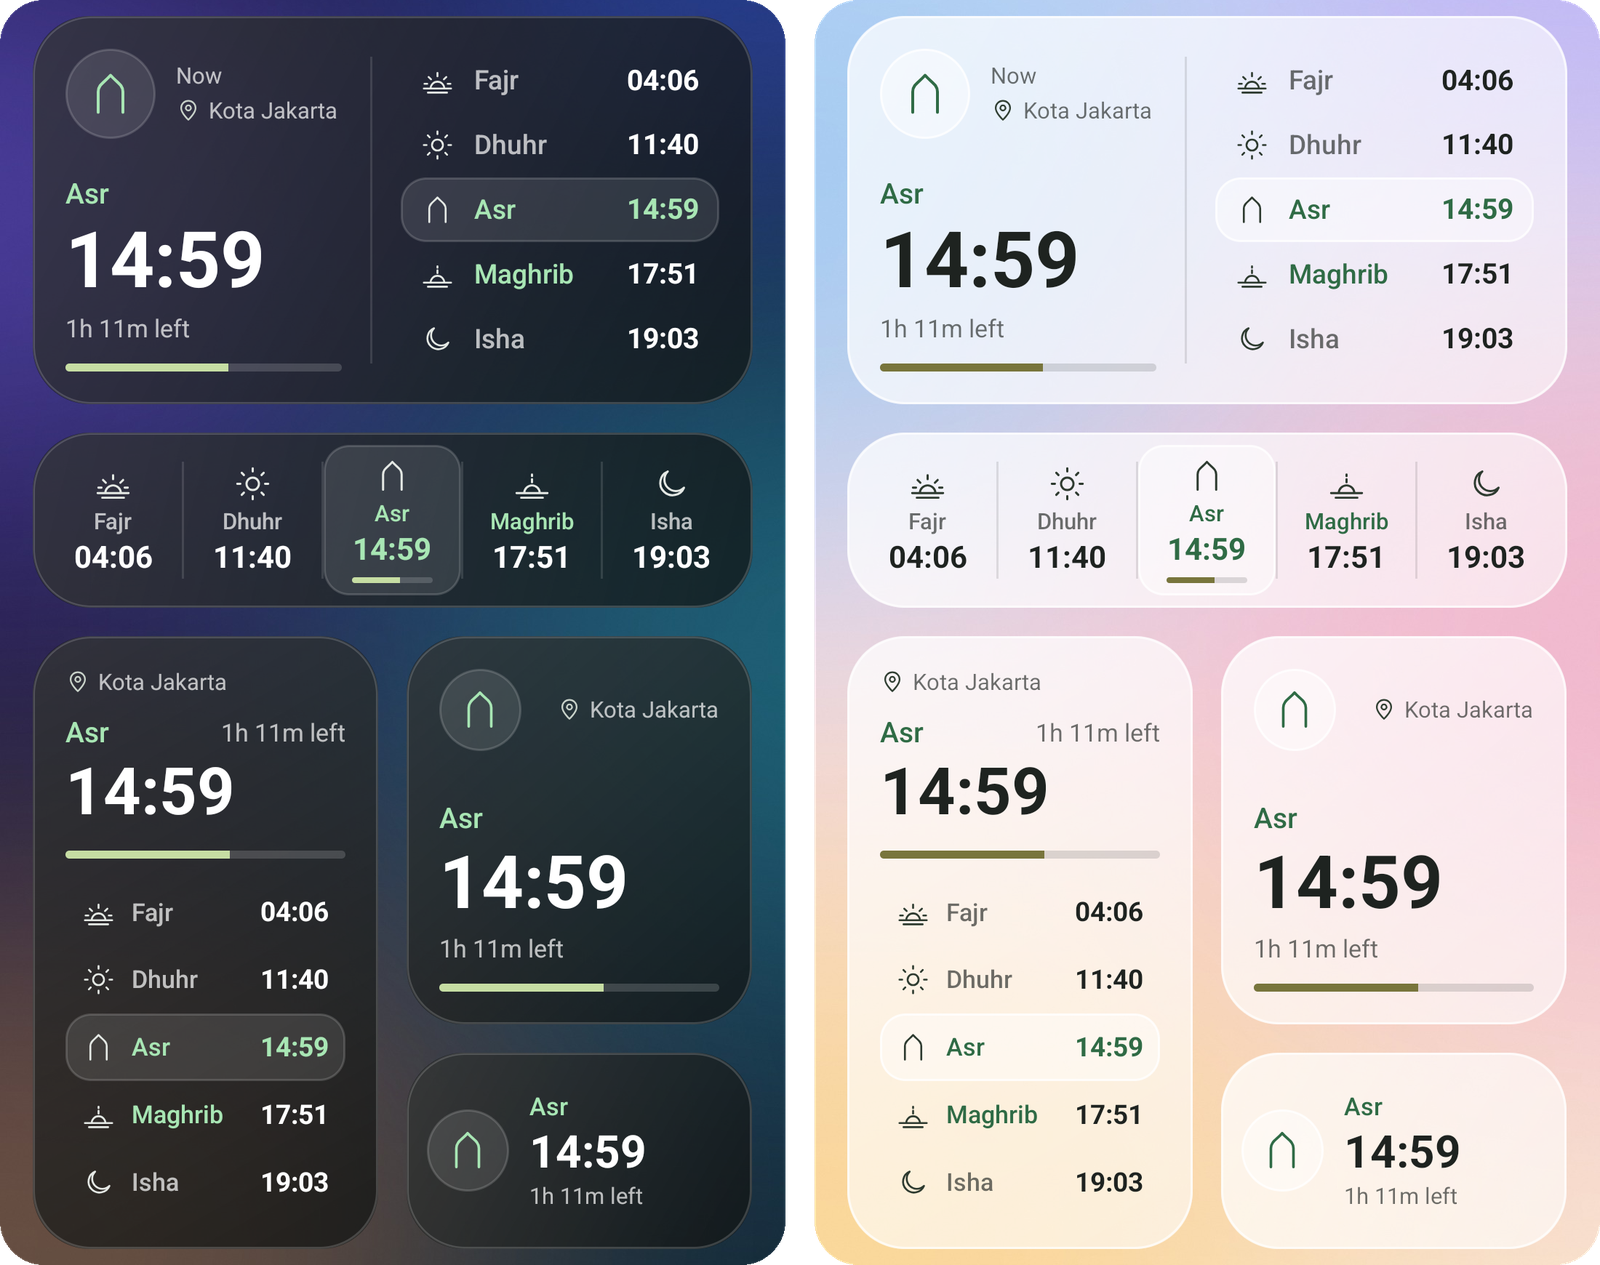 Now
Kota Jakarta
Asr
14:59
1h 11m left
Fajr 04:06
Dhuhr 11:40
Asr 14:59
Maghrib 17:51
Isha 19:03
Fajr
04:06
Dhuhr
11:40
Asr
14:59
Maghrib
17:51
Isha
19:03
Kota Jakarta
Asr 1h 11m left
14:59
Fajr 04:06
Dhuhr 11:40
Asr 14:59
Maghrib 17:51
Isha 19:03
Kota Jakarta
Asr
14:59
1h 11m left
Asr
14:59
1h 11m left
Now
Kota Jakarta
Asr
14:59
1h 11m left
Fajr 04:06
Dhuhr 11:40
Asr 14:59
Maghrib 17:51
Isha 19:03
Fajr
04:06
Dhuhr
11:40
Asr
14:59
Maghrib
17:51
Isha
19:03
Kota Jakarta
Asr 1h 11m left
14:59
Fajr 04:06
Dhuhr 11:40
Asr 14:59
Maghrib 17:51
Isha 19:03
Kota Jakarta
Asr
14:59
1h 11m left
Asr
14:59
1h 11m left